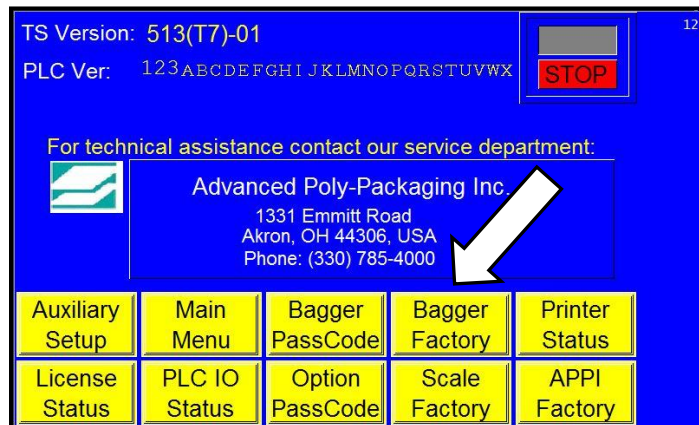 TS Version: 513(T7)-01
12
PLC Ver: 123ABCDEFGHIJKLMNOPQRSTUVWX
STOP
For technical assistance contact our service department:
Advanced Poly-Packaging Inc.
1331 Emmitt Road
Akron, OH 44306, USA
Phone: (330) 785-4000
Auxiliary Setup
Main Menu
Bagger PassCode
Bagger Factory
Printer Status
License Status
PLC IO Status
Option PassCode
Scale Factory
APPI Factory